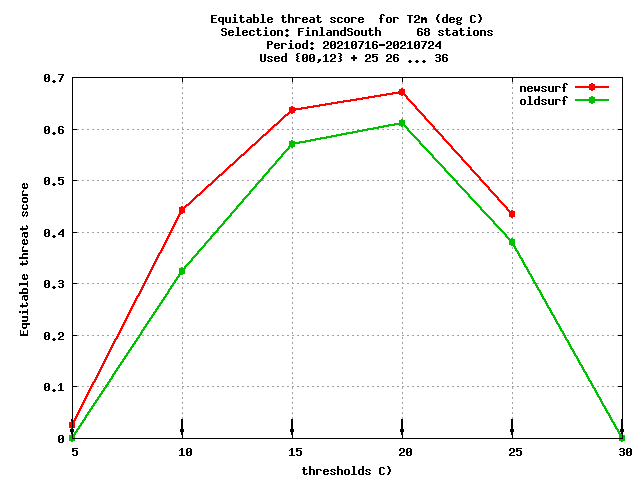 Equitable threat score  for T2m (deg C)
Selection: FinlandSouth     68 stations
Period: 20210716-20210724
Used {00,12} + 25 26 ... 36
newsurf
oldsurf
0.7
0.6
0.5
0.4
0.3
0.2
0.1
0
Equitable threat score
5 10 15 20 25 30
thresholds C)